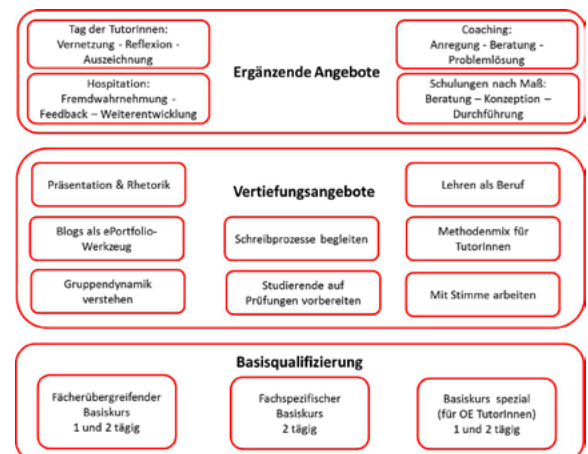 Tag der TutorInnen:
Vernetzung - Reflexion -
Auszeichnung
Coaching:
Anregung - Beratung -
Problemlösung
Ergänzende Angebote
Hospitation:
Fremdwahrnehmung -
Feedback – Weiterentwicklung
Schulungen nach Maß:
Beratung – Konzeption –
Durchführung
Präsentation & Rhetorik
Vertiefungsangebote
Lehren als Beruf
Blogs als ePortfolio-
Werkzeug
Schreibprozesse begleiten
Methodenmix für
TutorInnen
Gruppendynamik
verstehen
Studierende auf
Prüfungen vorbereiten
Mit Stimme arbeiten
Basisqualifizierung
Fächerübergreifender
Basiskurs
1 und 2 tägig
Fachspezifischer
Basiskurs
2 tägig
Basiskurs spezial
(für OE TutorInnen)
1 und 2 tägig